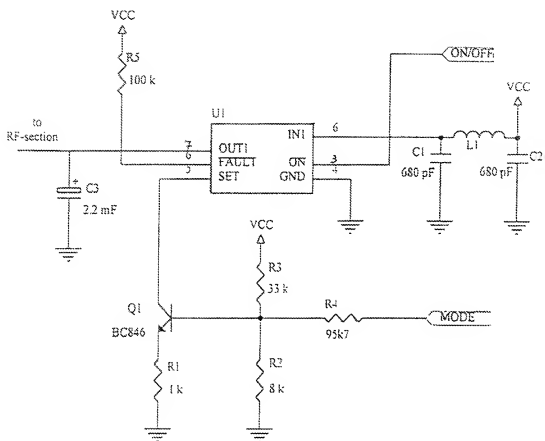 VCC
R5
100 k
to
RF-section
U1
7
OUT1
6
FAULT
5
SET
IN1
6
ON
3
GND
4
ON/OFF
VCC
C1
680 pF
L1
C2
680 pF
C3
+
2.2 mF
VCC
R3
33 k
Q1
BC846
R4
95k7
MODE
R1
1 k
R2
8 k